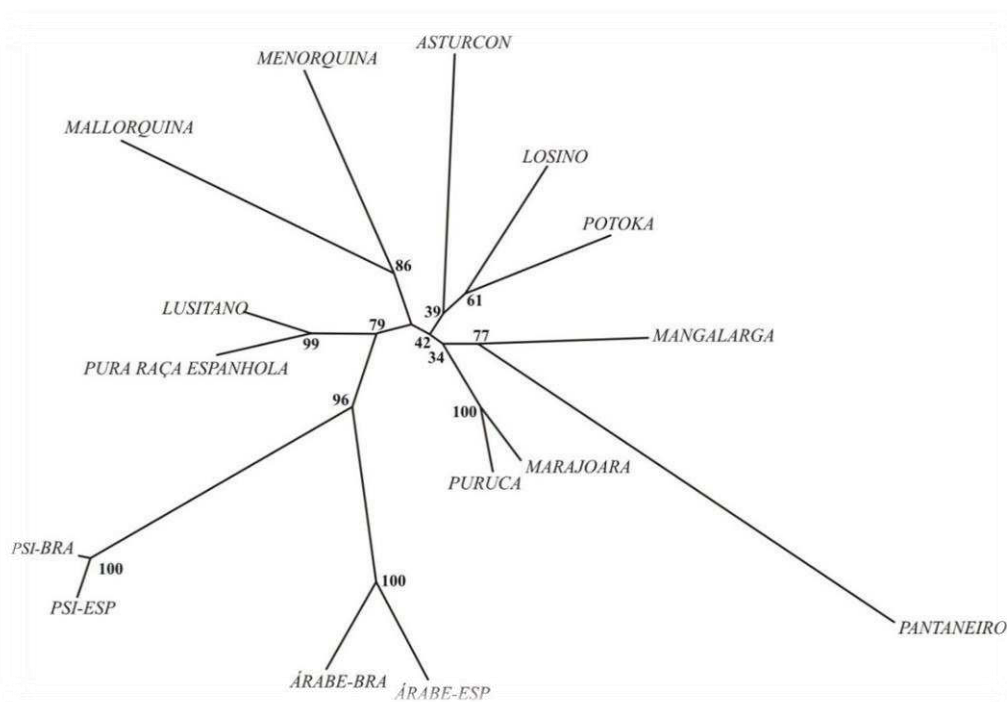 ASTURCON
MENORQUINA
MALLORQUINA
LOSINO
POTOKA
86
61
39
LUSITANO
79
99
42
77
MANGALARGA
34
PURA RAÇA ESPANHOLA
96
100
MARAJOARA
PURUCA
PSI-BRA
100
PSI-ESP
100
PANTANEIRO
ÁRABE-BRA
ÁRABE-ESP